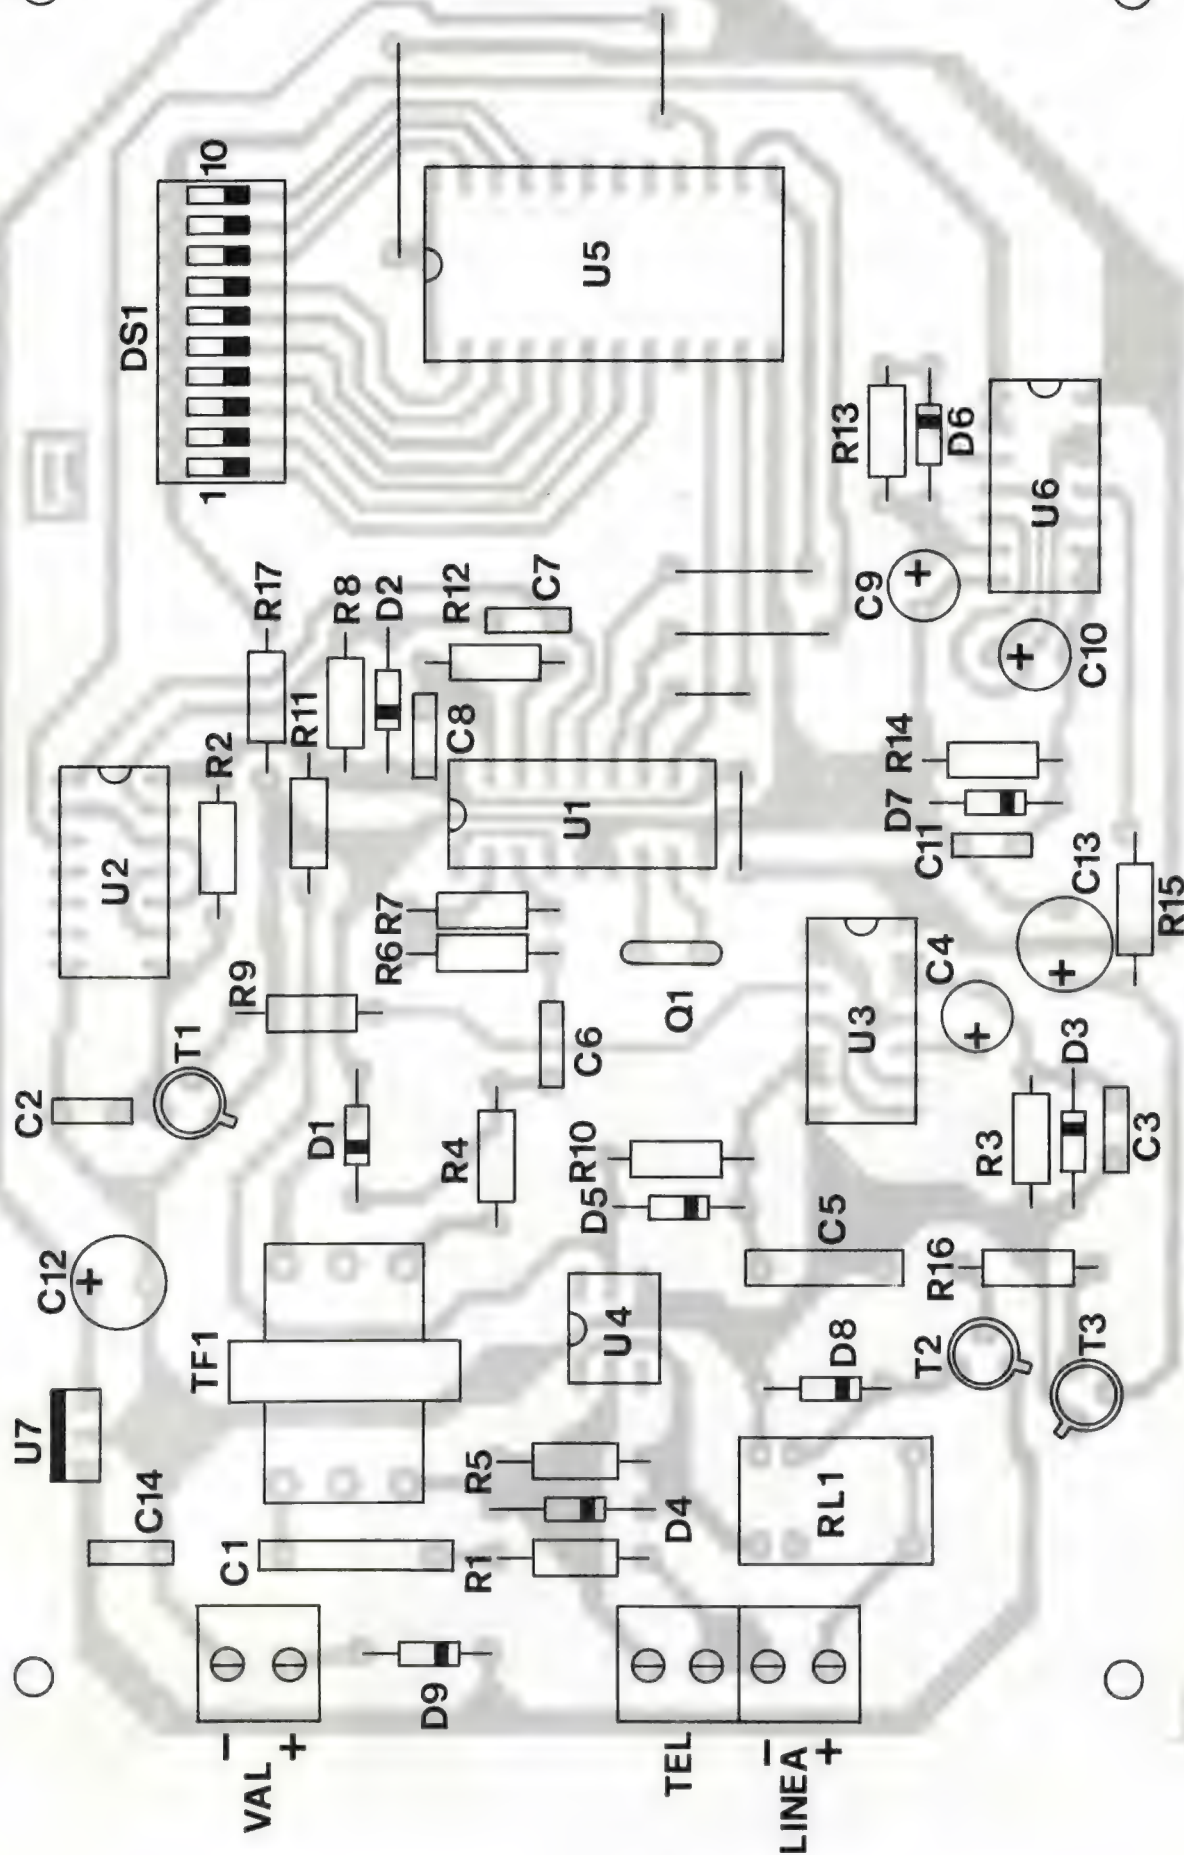 DS1
1
10
U5
R13
D6
U6
C9
C10
R17
R8
D2
R12
C7
R11
C8
R2
U2
U1
R14
D7
C11
C13
R15
R7
R6
R9
Q1
U3
C4
T1
C2
C6
D1
R4
R10
D5
D3
R3
C3
C12
C5
R16
TF1
U4
D8
T2
T3
U7
C14
C1
R5
R1
D4
RL1
D9
-
+
VAL
TEL
-
+
LINEA
+
+
+
+
+